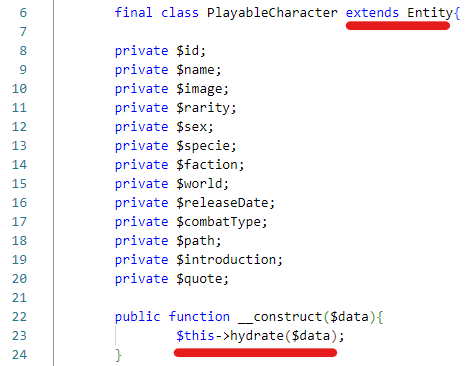 6 final class PlayableCharacter extends Entity{
7
8 private $id;
9 private $name;
10 private $image;
11 private $rarity;
12 private $sex;
13 private $specie;
14 private $faction;
15 private $world;
16 private $releaseDate;
17 private $combatType;
18 private $path;
19 private $introduction;
20 private $quote;
21
22 public function __construct($data){
23 $this->hydrate($data);
24 }